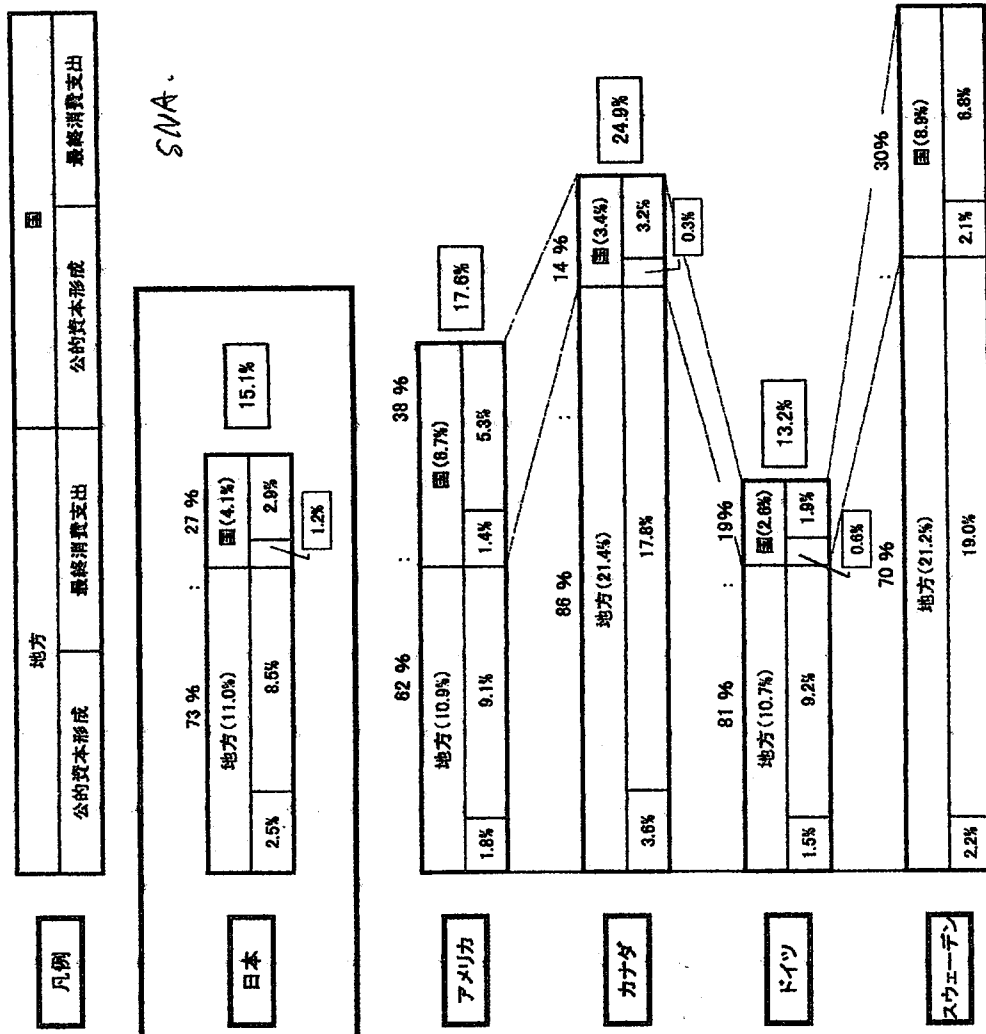 凡例
地方 国
公的資本形成 最終消費支出 公的資本形成 最終消費支出
SNA.
日本
73 % : 27 %
地方(11.0%) 国(4.1%)
2.5% 8.5% 2.9%
1.2%
15.1%
アメリカ
62 % : 38 %
地方(10.9%) 国(6.7%)
1.8% 9.1% 1.4% 5.3%
17.6%
カナダ
86 % : 14 %
地方(21.4%) 国(3.4%)
3.6% 17.8% 3.2%
0.3%
24.9%
ドイツ
81 % : 19%
地方(10.7%) 国(2.6%)
1.5% 9.2% 1.9%
0.6%
13.2%
スウェーデン
70 % : 30%
地方(21.2%) 国(8.9%)
2.2% 19.0% 2.1% 6.8%